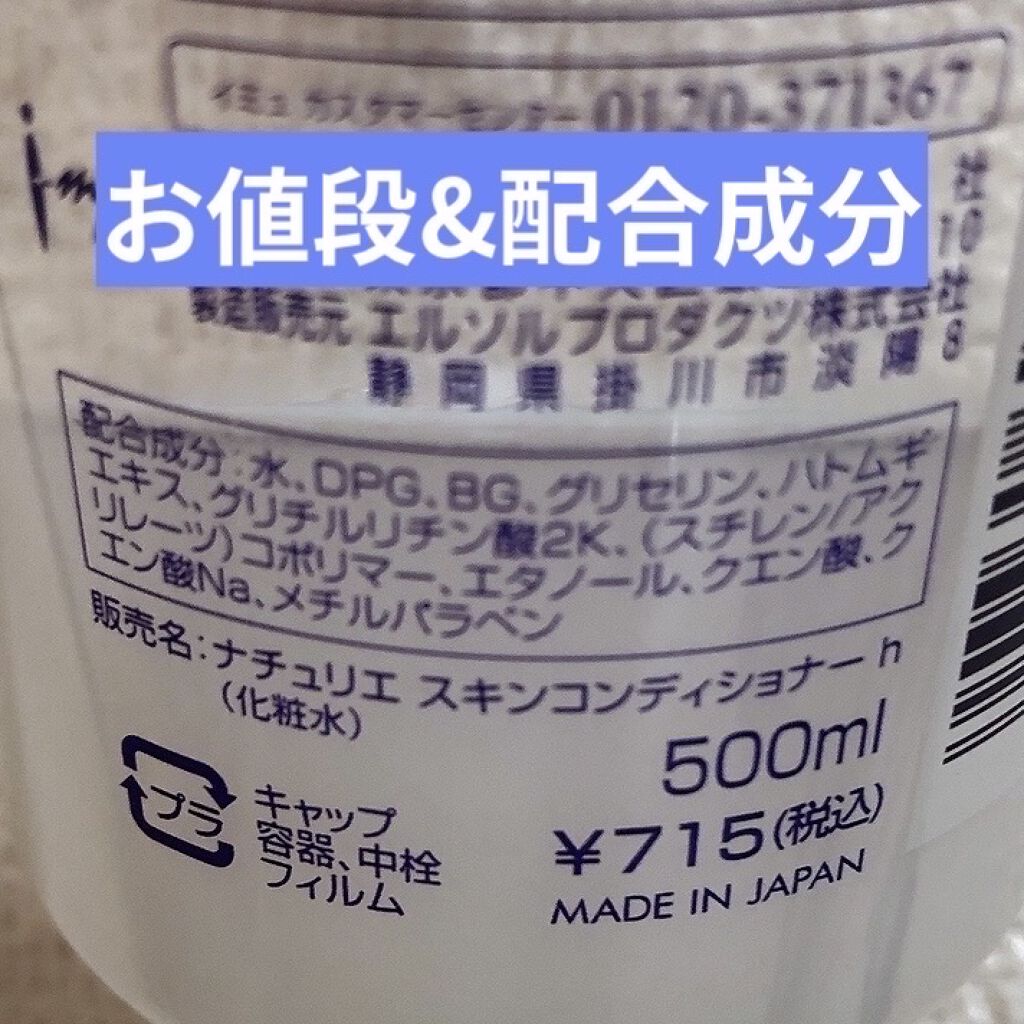 イミュ カスタマーセンター 0120-371367
お値段&配合成分
社
10
製造販売元 エルソルプロダクツ株式会社
静岡県掛川市淡陽 8
配合成分:水、DPG、BG、グリセリン、ハトムギ
エキス、グリチルリチン酸2K、(スチレン/アク
リレーツ)コポリマー、エタノール、クエン酸、ク
エン酸Na、メチルパラベン
販売名:ナチュリエ スキンコンディショナー h
(化粧水)
500ml
プラ
キャップ
容器、中栓
フィルム
¥715(税込)
MADE IN JAPAN